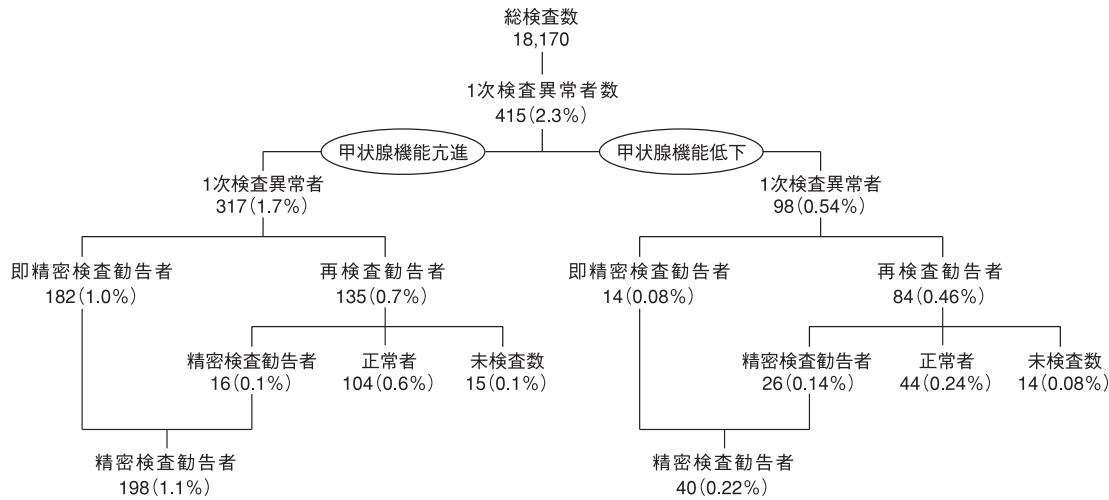 総検査数
18,170
1次検査異常者数
415(2.3%)
甲状腺機能亢進
甲状腺機能低下
1次検査異常者
317(1.7%)
1次検査異常者
98(0.54%)
即精密検査勧告者
182(1.0%)
再検査勧告者
135(0.7%)
即精密検査勧告者
14(0.08%)
再検査勧告者
84(0.46%)
精密検査勧告者
16(0.1%)
正常者
104(0.6%)
未検査数
15(0.1%)
精密検査勧告者
26(0.14%)
正常者
44(0.24%)
未検査数
14(0.08%)
精密検査勧告者
198(1.1%)
精密検査勧告者
40(0.22%)